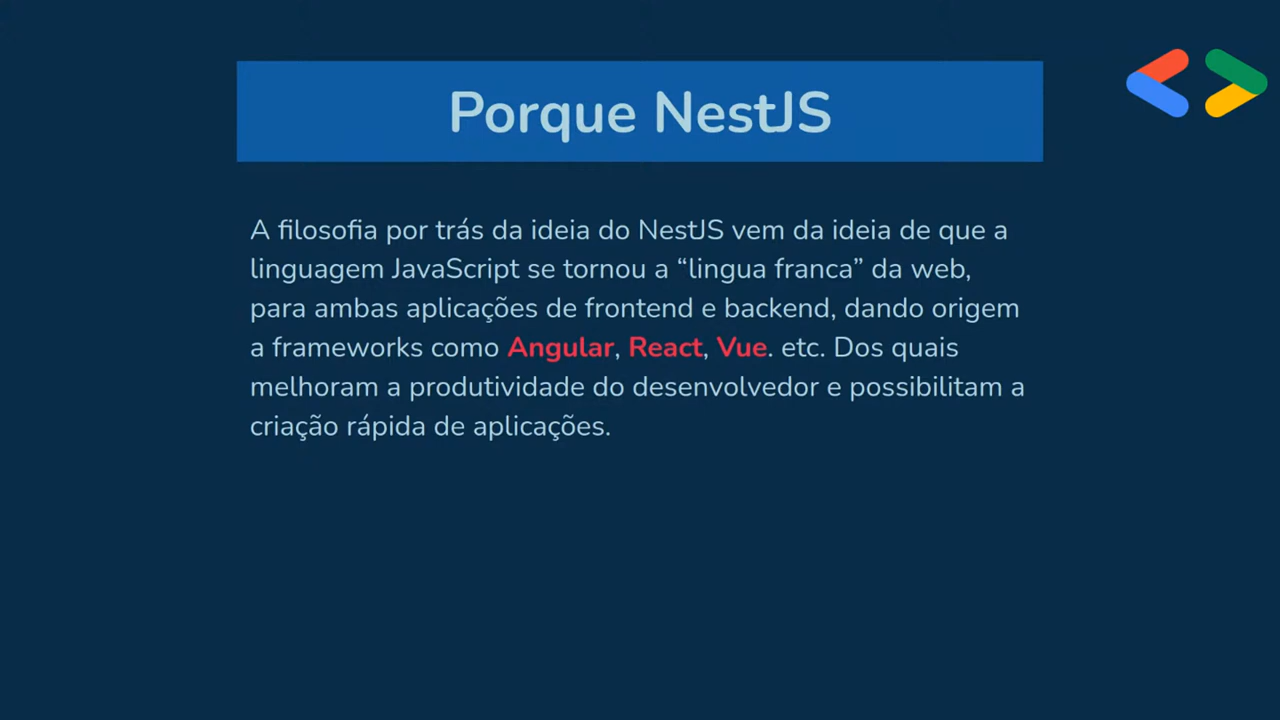 Porque NestJS
A filosofia por trás da ideia do NestJS vem da ideia de que a
linguagem JavaScript se tornou a “lingua franca” da web,
para ambas aplicações de frontend e backend, dando origem
a frameworks como Angular, React, Vue. etc. Dos quais
melhoram a produtividade do desenvolvedor e possibilitam a
criação rápida de aplicações.